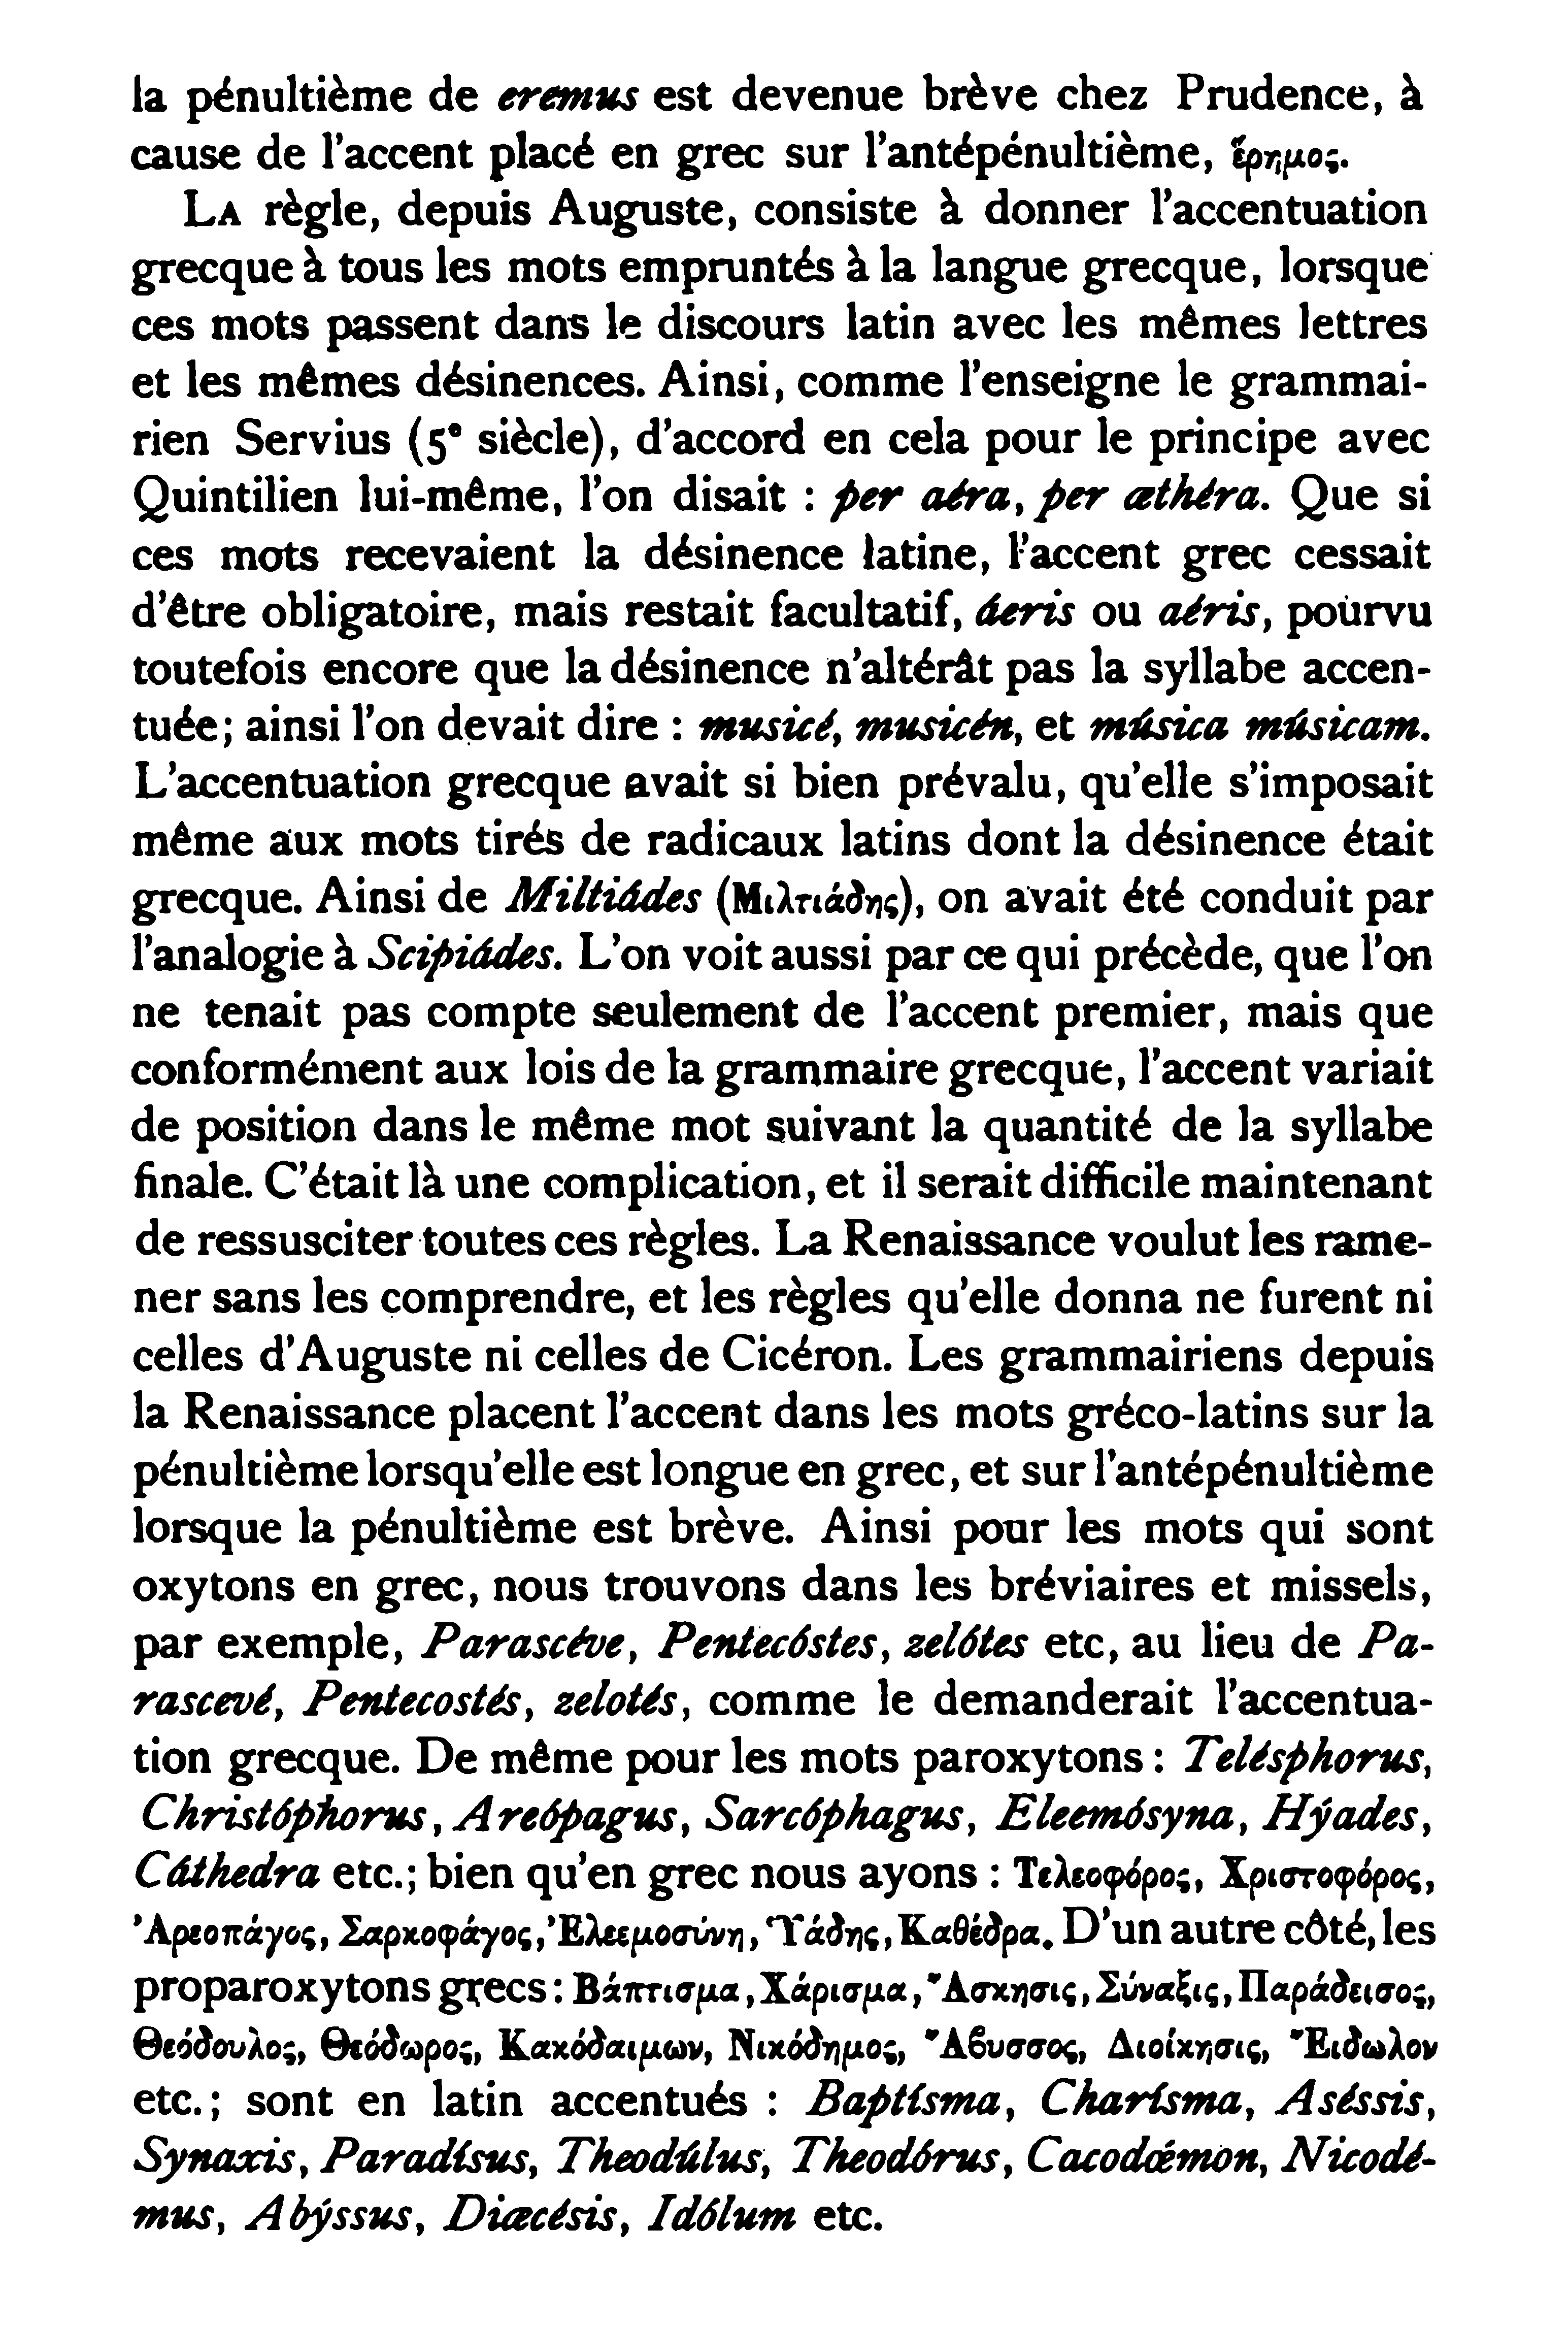 la pénultième de eremus est devenue brève chez Prudence, à
cause de l'accent placé en grec sur l'antépénultième, ἔρημος.
LA règle, depuis Auguste, consiste à donner l'accentuation
grecque à tous les mots empruntés à la langue grecque, lorsque
ces mots passent dans le discours latin avec les mêmes lettres
et les mêmes désinences. Ainsi, comme l'enseigne le grammai-
rien Servius (5e siècle), d'accord en cela pour le principe avec
Quintilien lui-même, l'on disait : per aéra, per æthéra. Que si
ces mots recevaient la désinence latine, l'accent grec cessait
d'être obligatoire, mais restait facultatif, áeris ou aéris, pourvu
toutefois encore que la désinence n'altérât pas la syllabe accen-
tuée; ainsi l'on devait dire : musicé, musicén, et música músicam.
L'accentuation grecque avait si bien prévalu, qu'elle s'imposait
même aux mots tirés de radicaux latins dont la désinence était
grecque. Ainsi de Miltiádes (Μιλτιάδης), on avait été conduit par
l'analogie à Scipiádes. L'on voit aussi par ce qui précède, que l'on
ne tenait pas compte seulement de l'accent premier, mais que
conformément aux lois de la grammaire grecque, l'accent variait
de position dans le même mot suivant la quantité de la syllabe
finale. C'était là une complication, et il serait difficile maintenant
de ressusciter toutes ces règles. La Renaissance voulut les rame-
ner sans les comprendre, et les règles qu'elle donna ne furent ni
celles d'Auguste ni celles de Cicéron. Les grammairiens depuis
la Renaissance placent l'accent dans les mots gréco-latins sur la
pénultième lorsqu'elle est longue en grec, et sur l'antépénultième
lorsque la pénultième est brève. Ainsi pour les mots qui sont
oxytons en grec, nous trouvons dans les bréviaires et missels,
par exemple, Parascéve, Pentecóstes, zelótes etc, au lieu de Pa-
rascevé, Pentecostés, zelotés, comme le demanderait l'accentua-
tion grecque. De même pour les mots paroxytons : Telésphorus,
Christóphorus, Areópagus, Sarcóphagus, Eleemósyna, Hýades,
Cáthedra etc.; bien qu'en grec nous ayons : Τελεοφόρος, Χριστοφόρος,
Ἀρεοπάγος, Σαρκοφάγος, Ἐλεεμοσύνη, Ὑάδης, Καθέδρα. D'un autre côté, les
proparoxytons grecs : Βάπτισμα, Χάρισμα, Ἄσκησις, Σύναξις, Παράδεισος,
Θεόδουλος, Θεόδωρος, Κακόδαιμων, Νικόδημος, Ἄϐυσσος, Διοίκησις, Ἔιδωλον
etc.; sont en latin accentués : Baptísma, Charísma, Aséssis,
Synaxis, Paradísus, Theodúlus, Theodórus, Cacodǽmon, Nicodé-
mus, Abýssus, Diæcésis, Idólum etc.